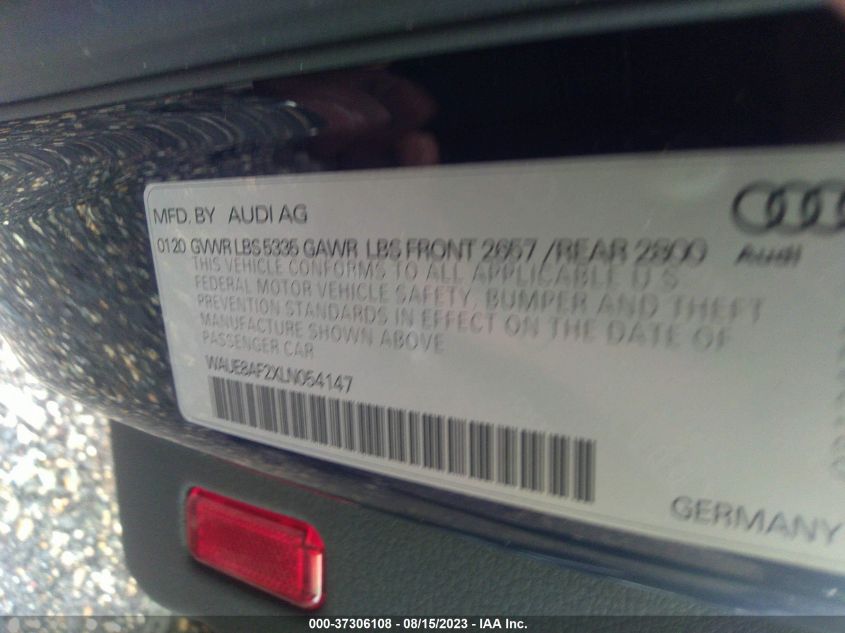 MFD. BY AUDI AG
0120 GVWR LBS 5335 GAWR LBS FRONT 2657 /REAR 2800
Audi
THIS VEHICLE CONFORMS TO ALL APPLICABLE U S
FEDERAL MOTOR VEHICLE SAFETY, BUMPER AND THEFT
PREVENTION STANDARDS IN EFFECT ON THE DATE OF
MANUFACTURE SHOWN ABOVE
PASSENGER CAR
WAUE8AF2XLN054147
GERMANY
000-37306108 - 08/15/2023 - IAA Inc.